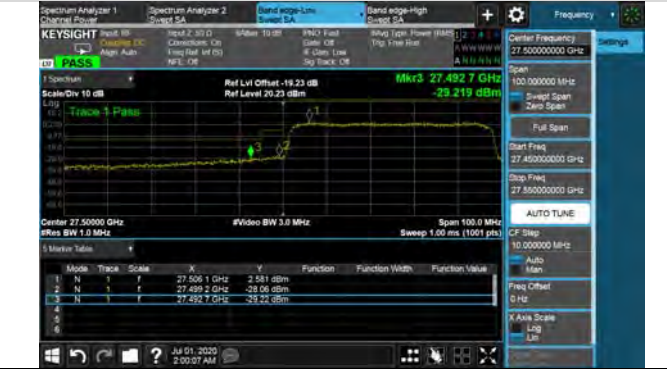 Spectrum Analyzer 1
Channel Power
Spectrum Analyzer 2
Swept SA
Band edge-Low
Swept SA
Band edge-High
Swept SA
+
Frequency
KEYSIGHT
Input: RF
Coupling: DC
Align: Auto
Input Z: 50 Ω
Corrections: On
Freq Ref: Int (S)
NFE: Off
#Atten: 10 dB
PNO: Fast
Gate: Off
IF Gain: Low
Sig Track: Off
#Avg Type: Power (RMS)
Trig: Free Run
PASS
Settings
Center Frequency
27.500000000 GHz
Span
100.000000 MHz
Swept Span
Zero Span
Full Span
Start Freq
27.450000000 GHz
Stop Freq
27.550000000 GHz
AUTO TUNE
CF Step
10.000000 MHz
Auto
Man
Freq Offset
0 Hz
X Axis Scale
Log
Lin
1 Spectrum
Scale/Div 10 dB
Ref Lvl Offset -19.23 dB
Ref Level 20.23 dBm
Mkr3 27.492 7 GHz
-29.219 dBm
Log
Trace 1 Pass
1
2
3
Center 27.50000 GHz
#Res BW 1.0 MHz
#Video BW 3.0 MHz
Span 100.0 MHz
Sweep 1.00 ms (1001 pts)
5 Marker Table
Mode Trace Scale X Y Function Function Width Function Value
1 N 1 f 27.506 1 GHz 2.581 dBm
2 N 1 f 27.499 2 GHz -28.06 dBm
3 N 1 f 27.492 7 GHz -29.22 dBm
4
5
6
?
Jul 01, 2020
2:00:07 AM